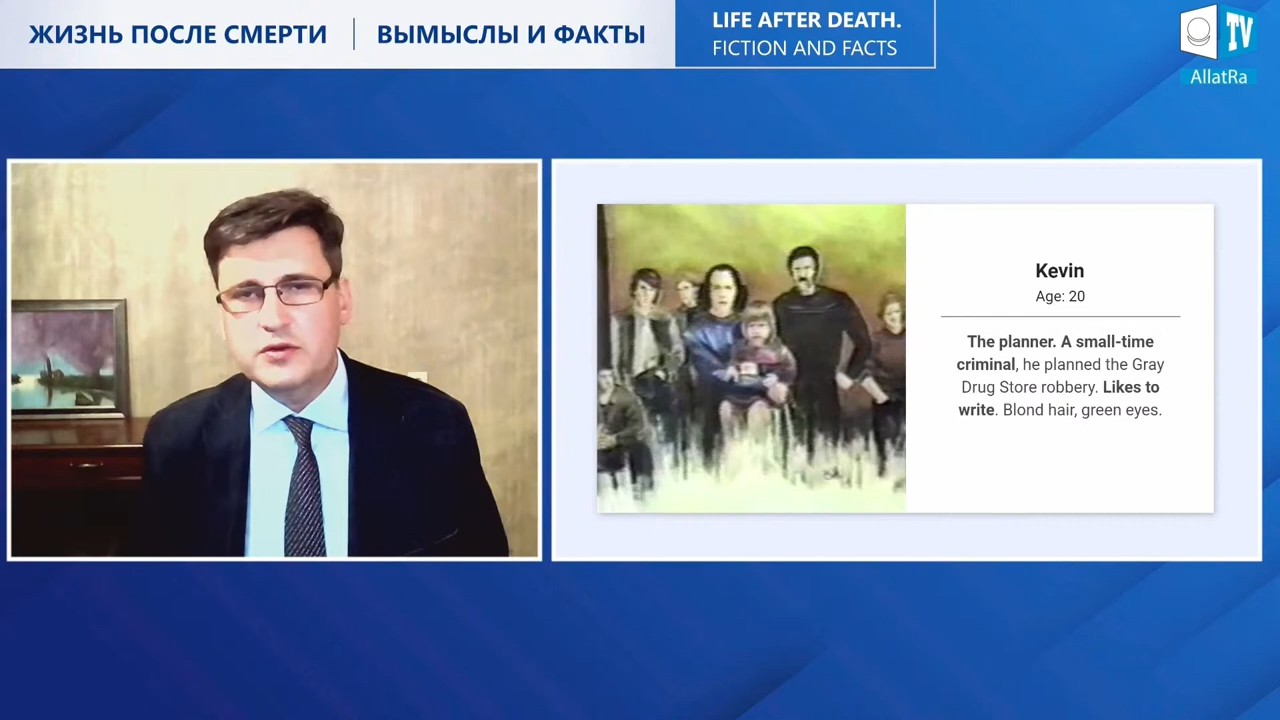 ЖИЗНЬ ПОСЛЕ СМЕРТИ | ВЫМЫСЛЫ И ФАКТЫ
LIFE AFTER DEATH.
FICTION AND FACTS
TV
AllatRa
Kevin
Age: 20
The planner. A small-time
criminal, he planned the Gray
Drug Store robbery. Likes to
write. Blond hair, green eyes.